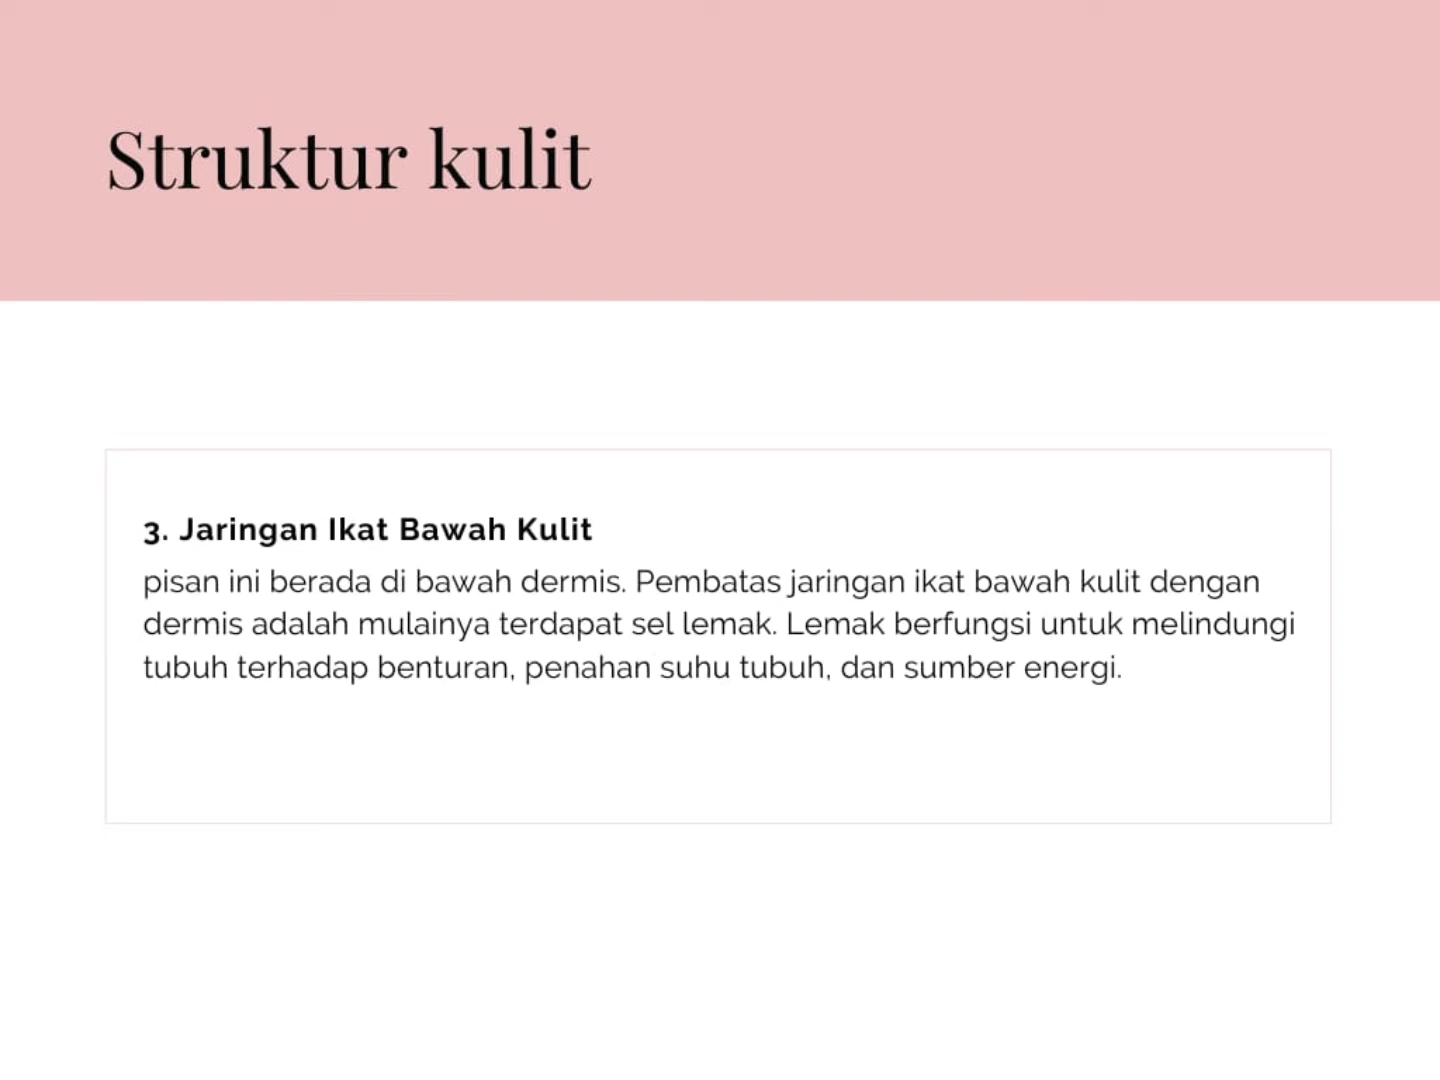 Struktur kulit
3. Jaringan Ikat Bawah Kulit
pisan ini berada di bawah dermis. Pembatas jaringan ikat bawah kulit dengan
dermis adalah mulainya terdapat sel lemak. Lemak berfungsi untuk melindungi
tubuh terhadap benturan, penahan suhu tubuh, dan sumber energi.